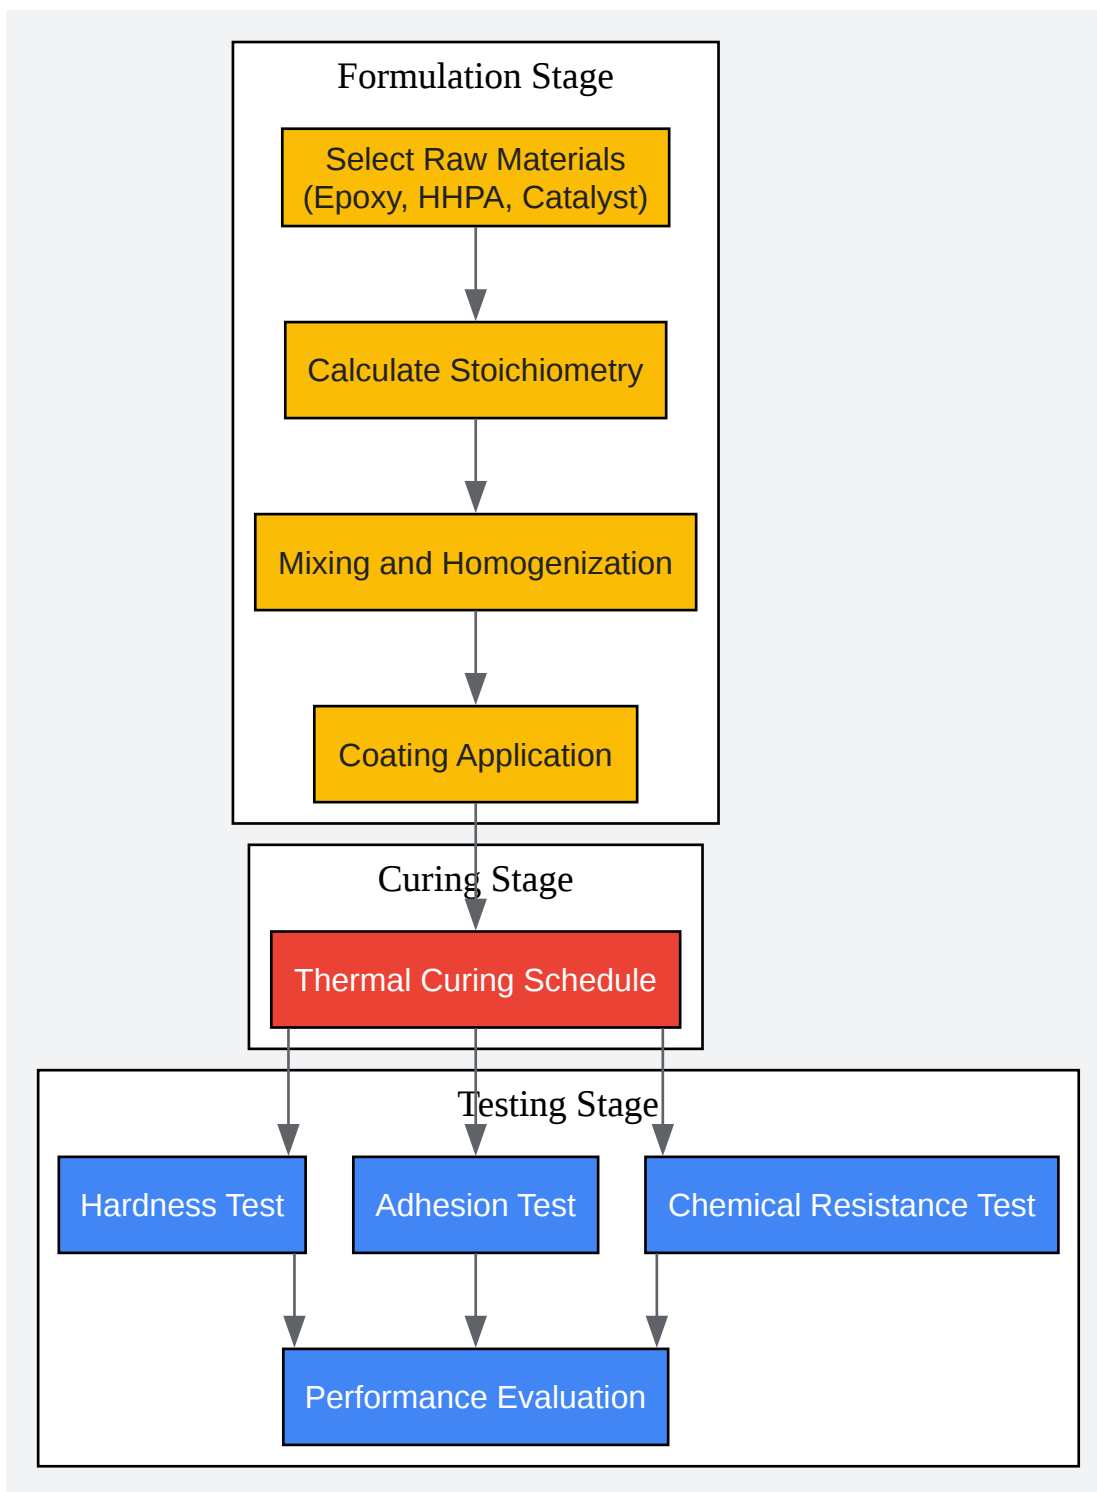 Formulation Stage
Select Raw Materials
(Epoxy, HHPA, Catalyst)
Calculate Stoichiometry
Mixing and Homogenization
Coating Application
Curing Stage
Thermal Curing Schedule
Testing Stage
Hardness Test
Adhesion Test
Chemical Resistance Test
Performance Evaluation